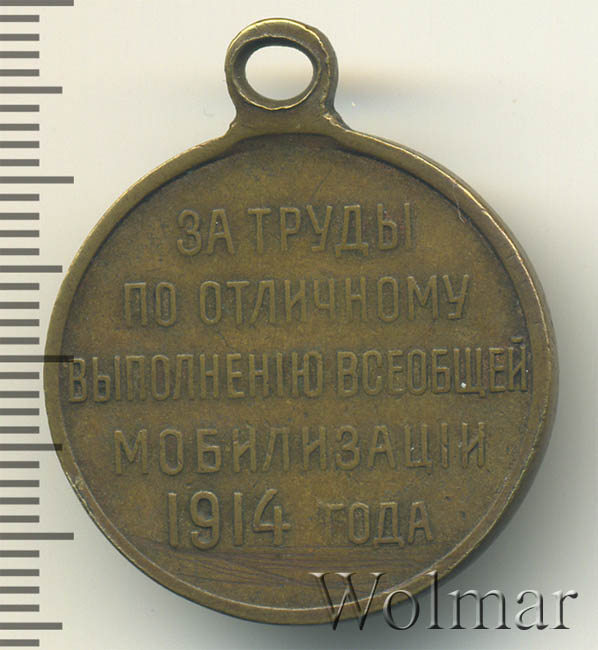 ЗА ТРУДЫ
ПО ОТЛИЧНОМУ
ВЫПОЛНЕНІЮ ВСЕОБЩЕЙ
МОБИЛИЗАЦІИ
1914 ГОДА
Wolmar